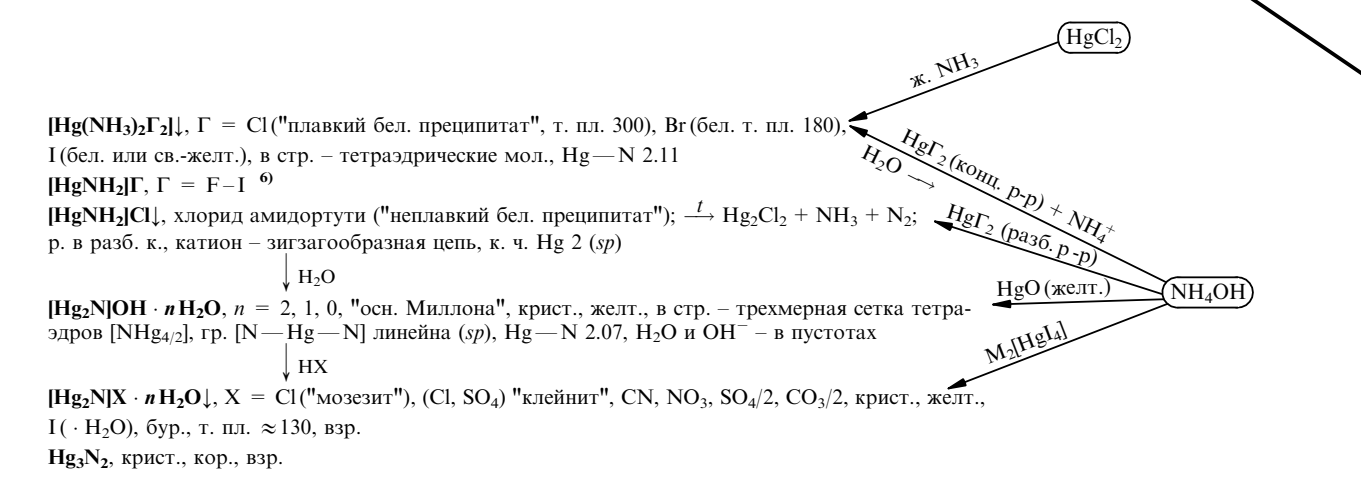 HgCl₂
ж. NH₃
[Hg(NH₃)₂Г₂]↓, Г = Cl ("плавкий бел. преципитат", т. пл. 300), Br (бел. т. пл. 180),
I (бел. или св.-желт.), в стр. – тетраэдрические мол., Hg — N 2.11
HgГ₂ (конц. р-р) + NH₄⁺
H₂O ⟶
[HgNH₂]Г, Г = F – I ⁶⁾
[HgNH₂]Cl↓, хлорид амидортути ("неплавкий бел. преципитат"); —t→ Hg₂Cl₂ + NH₃ + N₂;
р. в разб. к., катион – зигзагообразная цепь, к. ч. Hg 2 (sp)
HgГ₂ (разб. р-р)
↓ H₂O
HgO (желт.)
NH₄OH
[Hg₂N]OH · nH₂O, n = 2, 1, 0, "осн. Миллона", крист., желт., в стр. – трехмерная сетка тетра-
эдров [NHg₄/₂], гр. [N — Hg — N] линейна (sp), Hg — N 2.07, H₂O и OH⁻ – в пустотах
M₂[HgI₄]
↓ HX
[Hg₂N]X · nH₂O↓, X = Cl ("мозезит"), (Cl, SO₄) "клейнит", CN, NO₃, SO₄/2, CO₃/2, крист., желт.,
I ( · H₂O), бур., т. пл. ≈ 130, взр.
Hg₃N₂, крист., кор., взр.